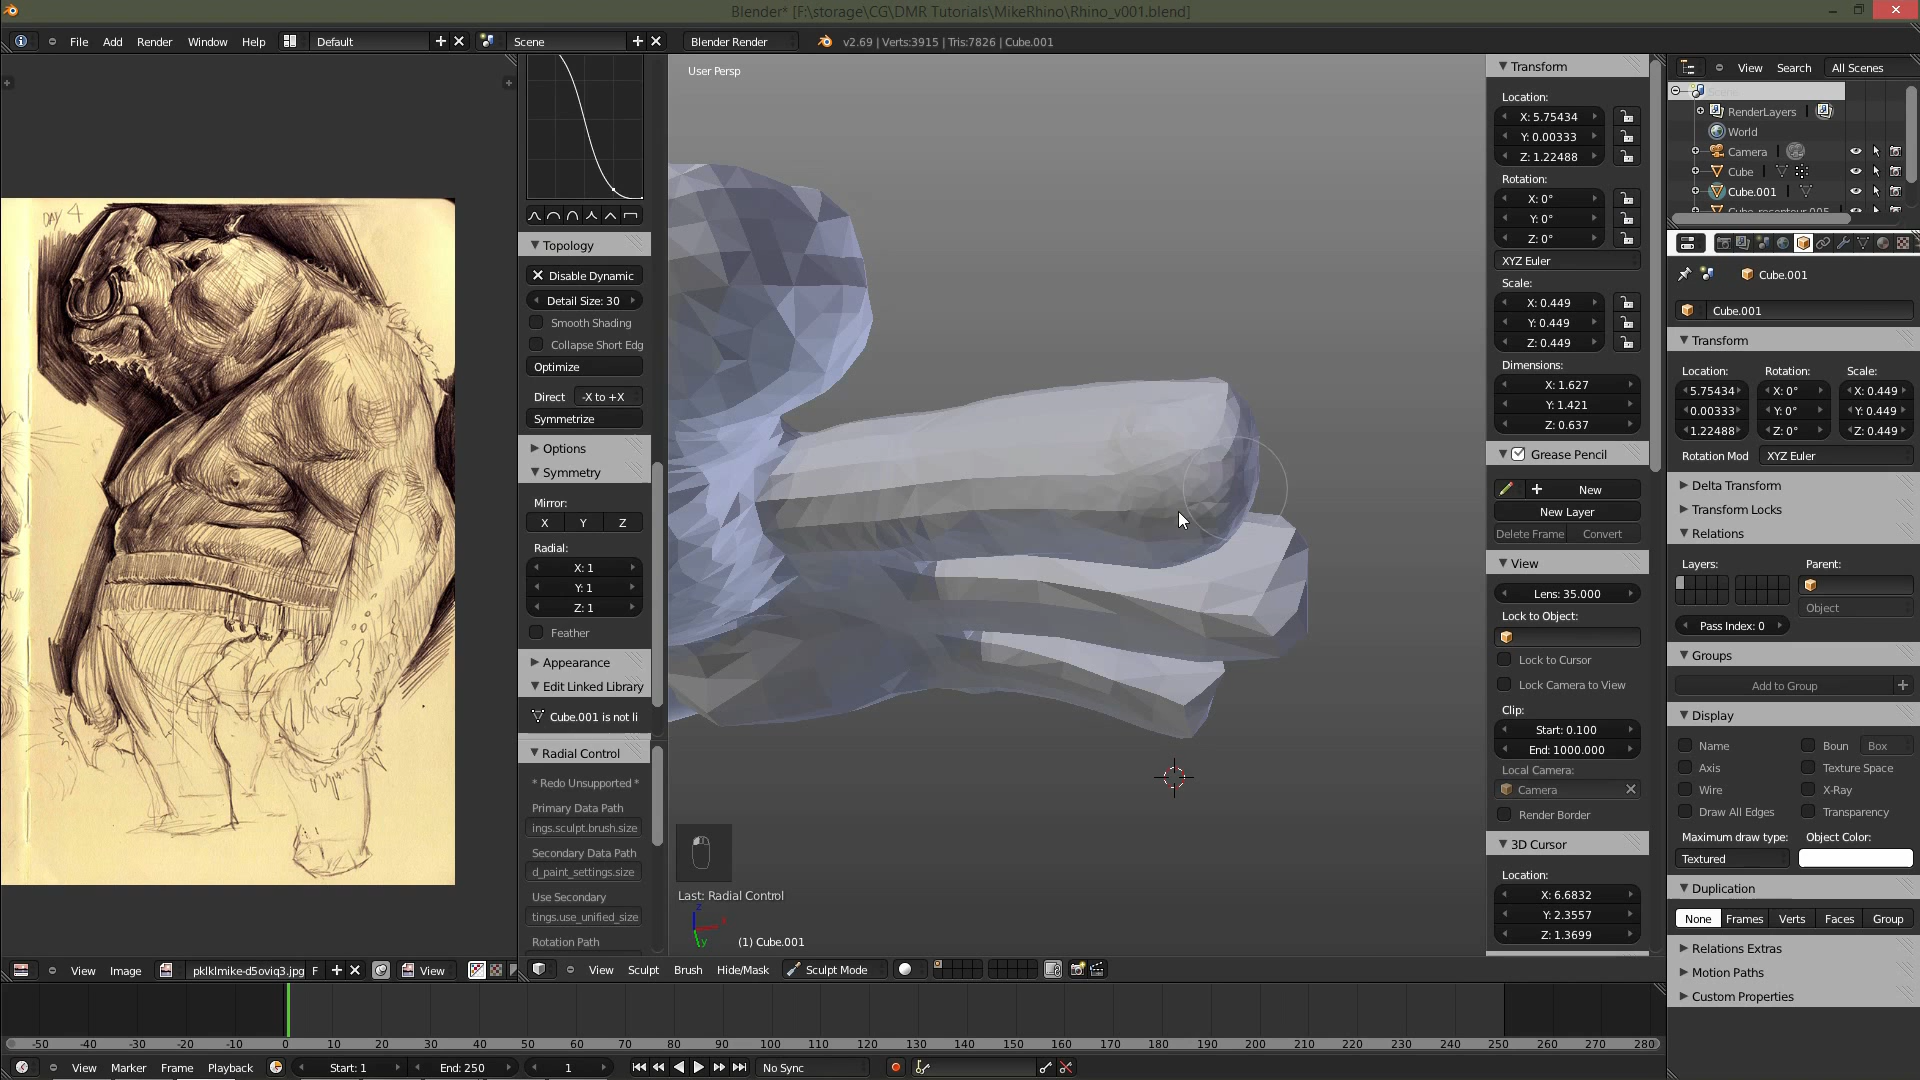 Blender* [F:\storage\CG\DMR Tutorials\MikeRhino\Rhino_v001.blend]
File Add Render Window Help Default Scene Blender Render v2.69 | Verts:3915 | Tris:7826 | Cube.001
DAY 4
Topology
Disable Dynamic
Detail Size: 30
Smooth Shading
Collapse Short Edg
Optimize
Direct -X to +X
Symmetrize
Options
Symmetry
Mirror:
X Y Z
Radial:
X: 1
Y: 1
Z: 1
Feather
Appearance
Edit Linked Library
Cube.001 is not li
Radial Control
* Redo Unsupported *
Primary Data Path
ings.sculpt.brush.size
Secondary Data Path
d_paint_settings.size
Use Secondary
tings.use_unified_size
Rotation Path
User Persp
Last: Radial Control
z
x
y
(1) Cube.001
Transform
Location:
X: 5.75434
Y: 0.00333
Z: 1.22488
Rotation:
X: 0°
Y: 0°
Z: 0°
XYZ Euler
Scale:
X: 0.449
Y: 0.449
Z: 0.449
Dimensions:
X: 1.627
Y: 1.421
Z: 0.637
Grease Pencil
New
New Layer
Delete Frame Convert
View
Lens: 35.000
Lock to Object:
Lock to Cursor
Lock Camera to View
Clip:
Start: 0.100
End: 1000.000
Local Camera:
Camera
Render Border
3D Cursor
Location:
X: 6.6832
Y: 2.3557
Z: 1.3699
View Search All Scenes
Scene
RenderLayers
World
Camera
Cube
Cube.001
Cube.001
Cube.001
Transform
Location: Rotation: Scale:
5.75434 X: 0° X: 0.449
0.00333 Y: 0° Y: 0.449
1.22488 Z: 0° Z: 0.449
Rotation Mod XYZ Euler
Delta Transform
Transform Locks
Relations
Layers: Parent:
Object
Pass Index: 0
Groups
Add to Group
Display
Name Boun Box
Axis Texture Space
Wire X-Ray
Draw All Edges Transparency
Maximum draw type: Object Color:
Textured
Duplication
None Frames Verts Faces Group
Relations Extras
Motion Paths
Custom Properties
View Image pklklmike-d5oviq3.jpg F View
View Sculpt Brush Hide/Mask Sculpt Mode
-50 -40 -30 -20 -10 0 10 20 30 40 50 60 70 80 90 100 110 120 130 140 150 160 170 180 190 200 210 220 230 240 250 260 270 280
View Marker Frame Playback Start: 1 End: 250 1 No Sync